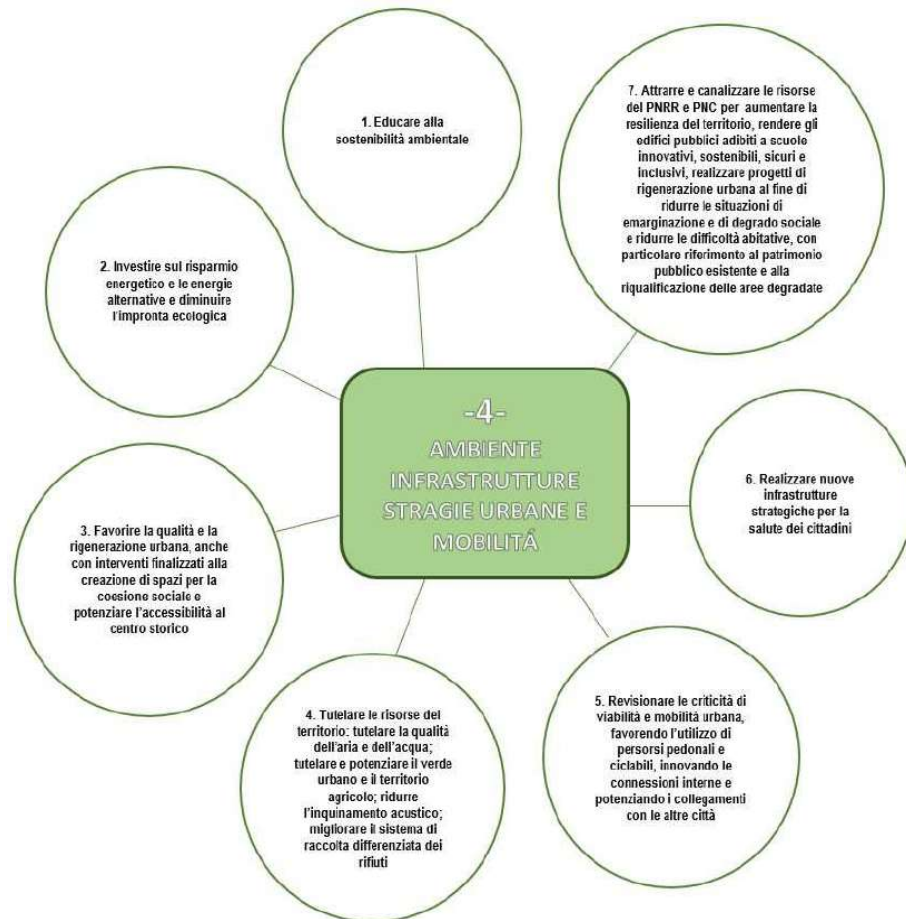 1. Educare alla
sostenibilità ambientale
7. Attrarre e canalizzare le risorse
del PNRR e PNC per aumentare la
resilienza del territorio, rendere gli
edifici pubblici adibiti a scuole
innovativi, sostenibili, sicuri e
inclusivi, realizzare progetti di
rigenerazione urbana al fine di
ridurre le situazioni di
emarginazione e di degrado sociale
e ridurre le difficoltà abitative, con
particolare riferimento al patrimonio
pubblico esistente e alla
riqualificazione delle aree degradate
2. Investire sul risparmio
energetico e le energie
alternative e diminuire
l'impronta ecologica
-4-
AMBIENTE
INFRASTRUTTURE
STRAGIE URBANE E
MOBILITÁ
6. Realizzare nuove
infrastrutture
strategiche per la
salute dei cittadini
3. Favorire la qualità e la
rigenerazione urbana, anche
con interventi finalizzati alla
creazione di spazi per la
coesione sociale e
potenziare l'accessibilità al
centro storico
4. Tutelare le risorse del
territorio: tutelare la qualità
dell'aria e dell'acqua;
tutelare e potenziare il verde
urbano e il territorio
agricolo; ridurre
l'inquinamento acustico;
migliorare il sistema di
raccolta differenziata dei
rifiuti
5. Revisionare le criticità di
viabilità e mobilità urbana,
favorendo l'utilizzo di
persorsi pedonali e
ciclabili, innovando le
connessioni interne e
potenziando i collegamenti
con le altre città